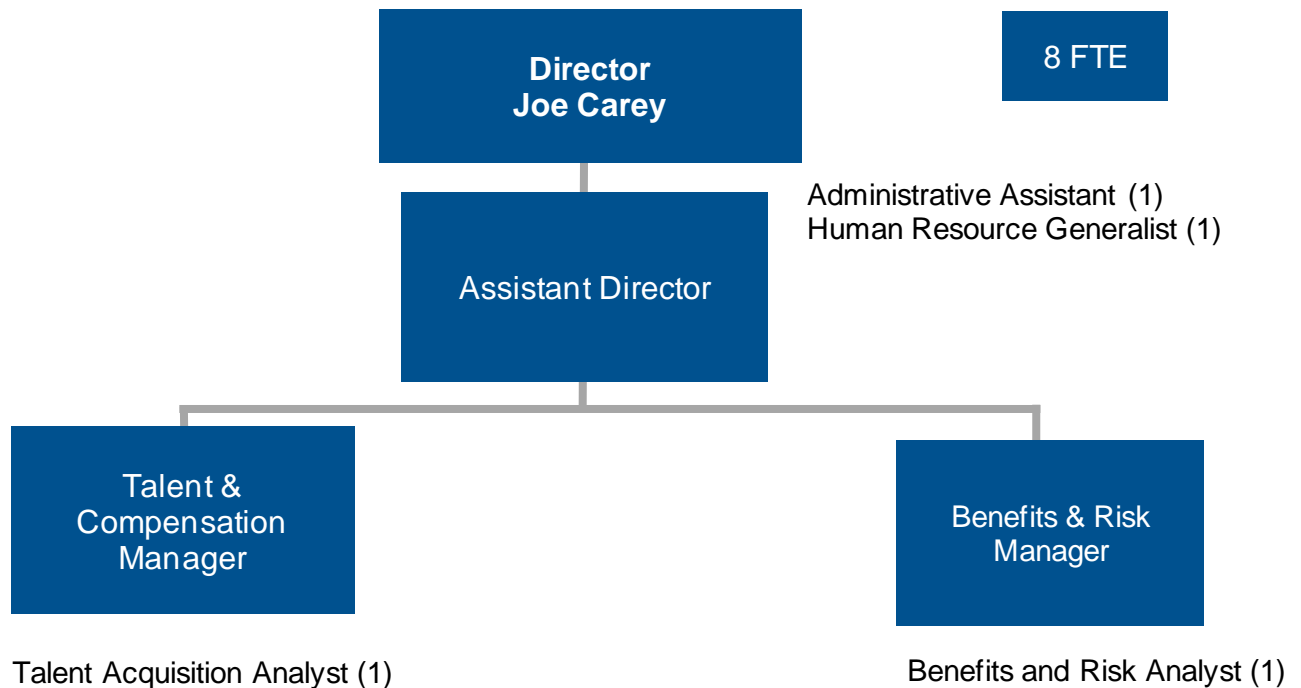 Director
Joe Carey
8 FTE
Administrative Assistant (1)
Human Resource Generalist (1)
Assistant Director
Talent &
Compensation
Manager
Benefits & Risk
Manager
Talent Acquisition Analyst (1)
Benefits and Risk Analyst (1)